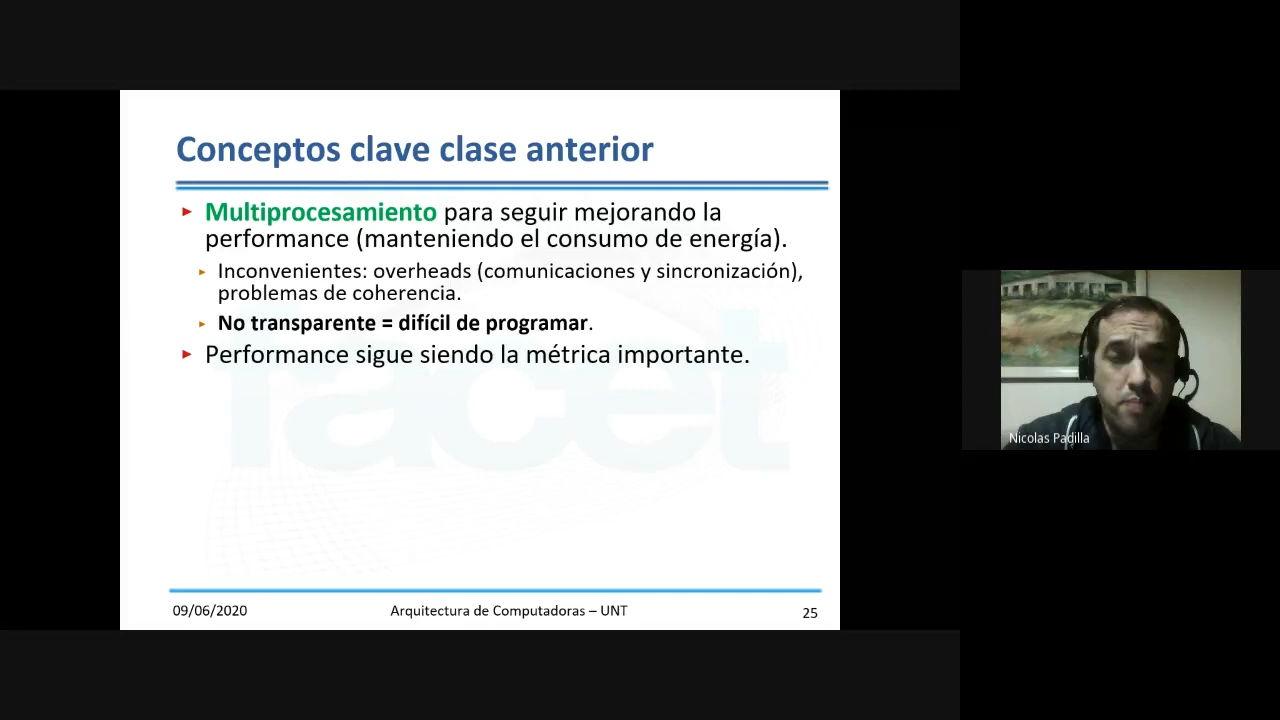 Conceptos clave clase anterior
Multiprocesamiento para seguir mejorando la
performance (manteniendo el consumo de energía).
Inconvenientes: overheads (comunicaciones y sincronización),
problemas de coherencia.
No transparente = difícil de programar.
Performance sigue siendo la métrica importante.
facet
09/06/2020
Arquitectura de Computadoras – UNT
25
Nicolas Padilla